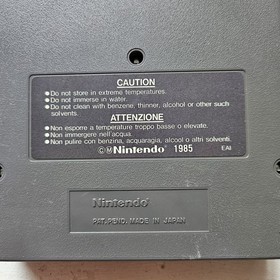 CAUTION
●Do not store in extreme temperatures.
●Do not immerse in water.
●Do not clean with benzene, thinner, alcohol or other such
solvents.
ATTENZIONE
●Non esporre a temperature troppo basse o elevate.
●Non immergere nell'acqua.
●Non pulire con benzina, acquaragia, alcool o altri solventi.
©Ⓜ Nintendo 1985 EAI
Nintendo
PAT. PEND. MADE IN JAPAN